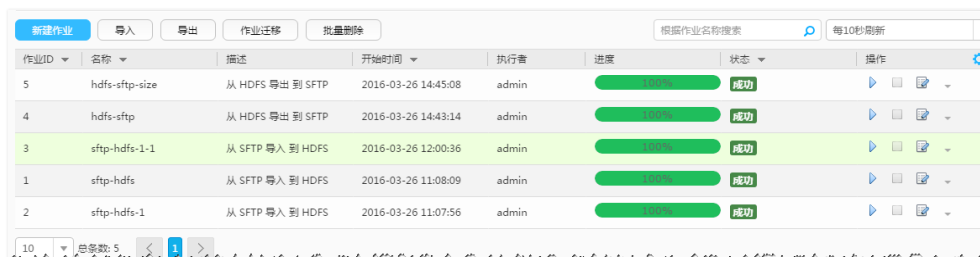 新建作业 导入 导出 作业迁移 批量删除 根据作业名称搜索 每10秒刷新
作业ID 名称 描述 开始时间 执行者 进度 状态 操作
5 hdfs-sftp-size 从 HDFS 导出 到 SFTP 2016-03-26 14:45:08 admin 100% 成功
4 hdfs-sftp 从 HDFS 导出 到 SFTP 2016-03-26 14:43:14 admin 100% 成功
3 sftp-hdfs-1-1 从 SFTP 导入 到 HDFS 2016-03-26 12:00:36 admin 100% 成功
1 sftp-hdfs 从 SFTP 导入 到 HDFS 2016-03-26 11:08:09 admin 100% 成功
2 sftp-hdfs-1 从 SFTP 导入 到 HDFS 2016-03-26 11:07:56 admin 100% 成功
10 总条数: 5 1